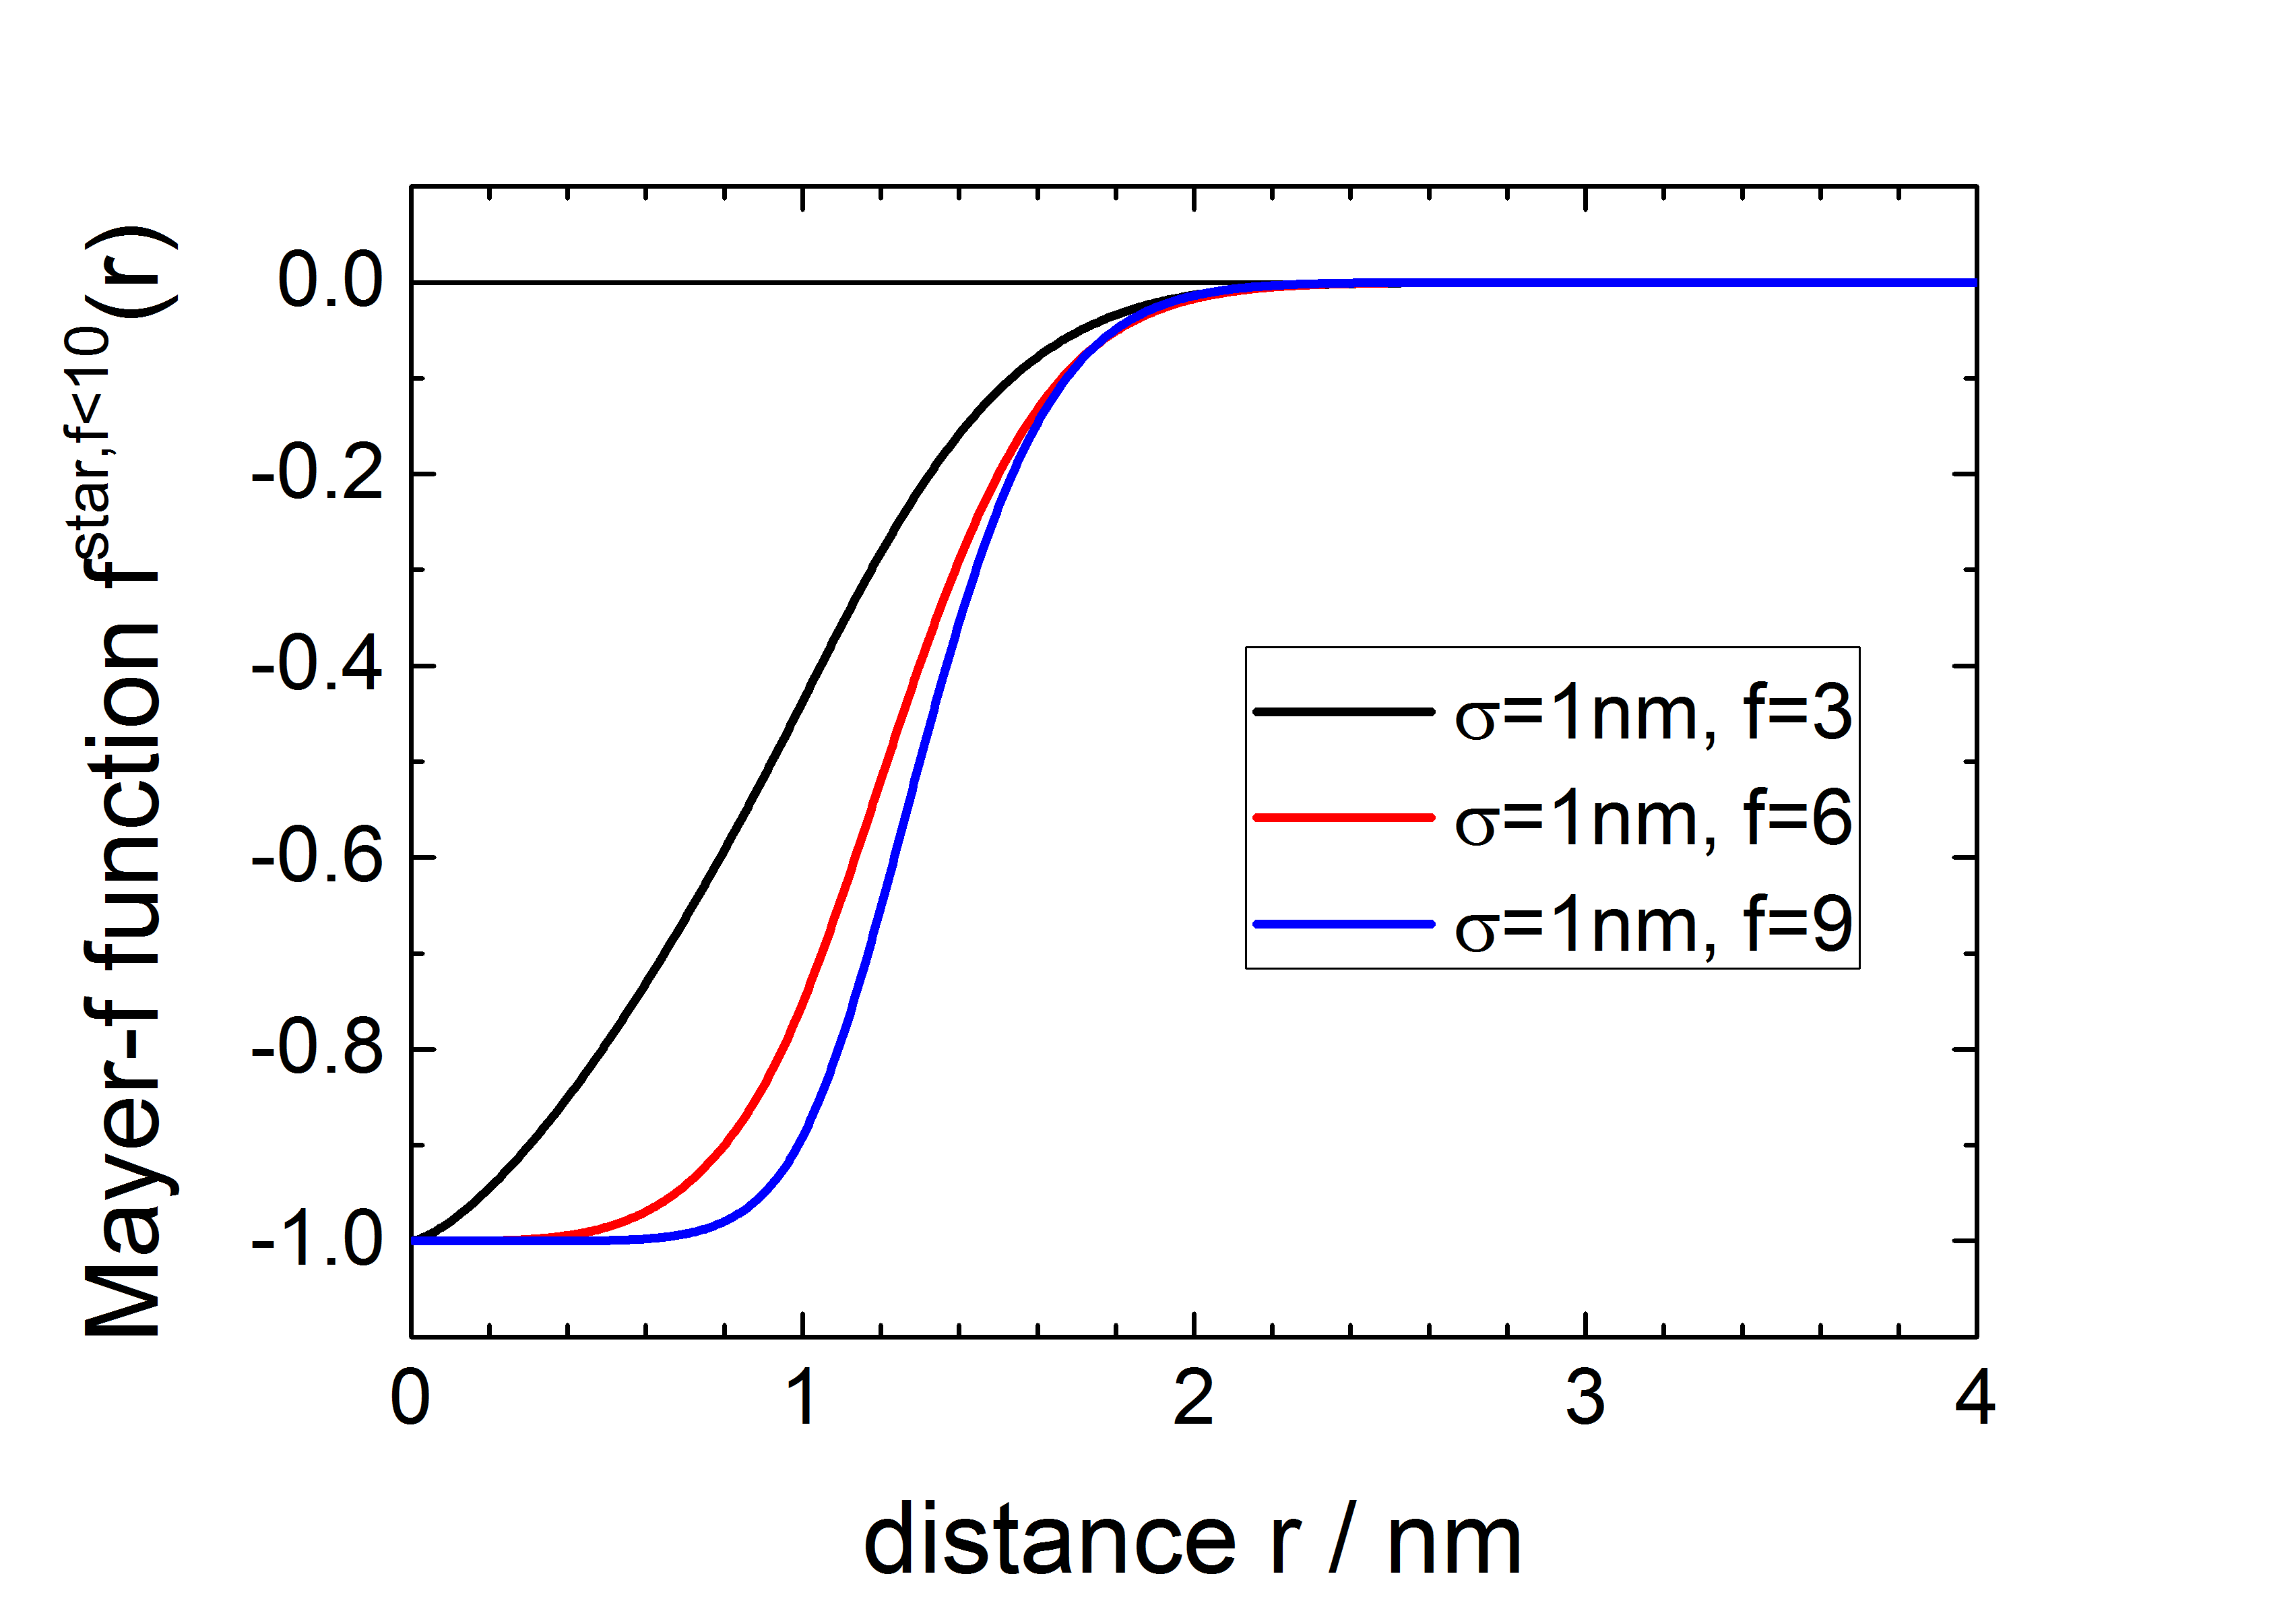 Mayer-f function f^star,f<10(r)
0.0
-0.2
-0.4
-0.6
-0.8
-1.0
σ=1nm, f=3
σ=1nm, f=6
σ=1nm, f=9
0 1 2 3 4
distance r / nm